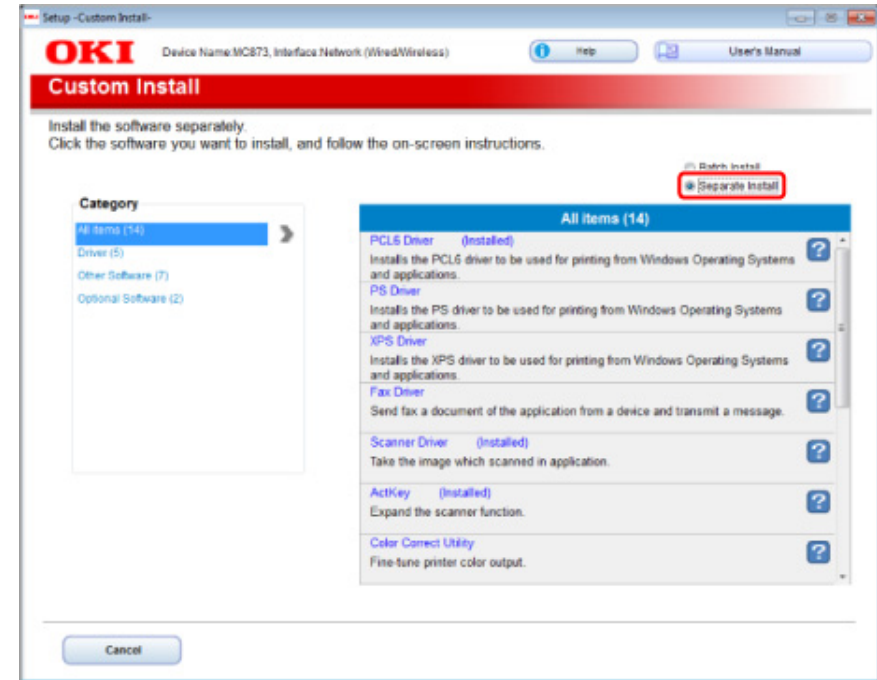 Setup -Custom Install-
OKI
Device Name:MC873, Interface:Network (Wired/Wireless)
Help
User's Manual
Custom Install
Install the software separately.
Click the software you want to install, and follow the on-screen instructions.
Batch Install
Separate Install
Category
All items (14)
Driver (5)
Other Software (7)
Optional Software (2)
All items (14)
PCL6 Driver (Installed)
Installs the PCL6 driver to be used for printing from Windows Operating Systems
and applications.
PS Driver
Installs the PS driver to be used for printing from Windows Operating Systems
and applications.
XPS Driver
Installs the XPS driver to be used for printing from Windows Operating Systems
and applications.
Fax Driver
Send fax a document of the application from a device and transmit a message.
Scanner Driver (Installed)
Take the image which scanned in application.
ActKey (Installed)
Expand the scanner function.
Color Correct Utility
Fine-tune printer color output.
Cancel